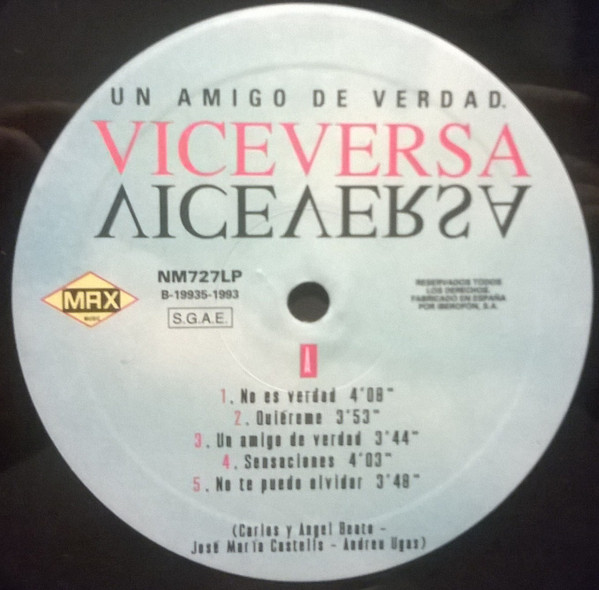 UN AMIGO DE VERDAD.
VICEVERSA
VICEVERSA
NM727LP
B-19935-1993
S.G.A.E.
MAX
MUSIC
RESERVADOS TODOS
LOS DERECHOS.
FABRICADO EN ESPAÑA
POR IBEROFON, S.A.
A
1. No es verdad 4'08"
2. Quiéreme 3'53"
3. Un amigo de verdad 3'44"
4. Sensaciones 4'03"
5. No te puedo olvidar 3'48"
(Carlos y Angel Beato -
José María Castells - Andrea Ugas)